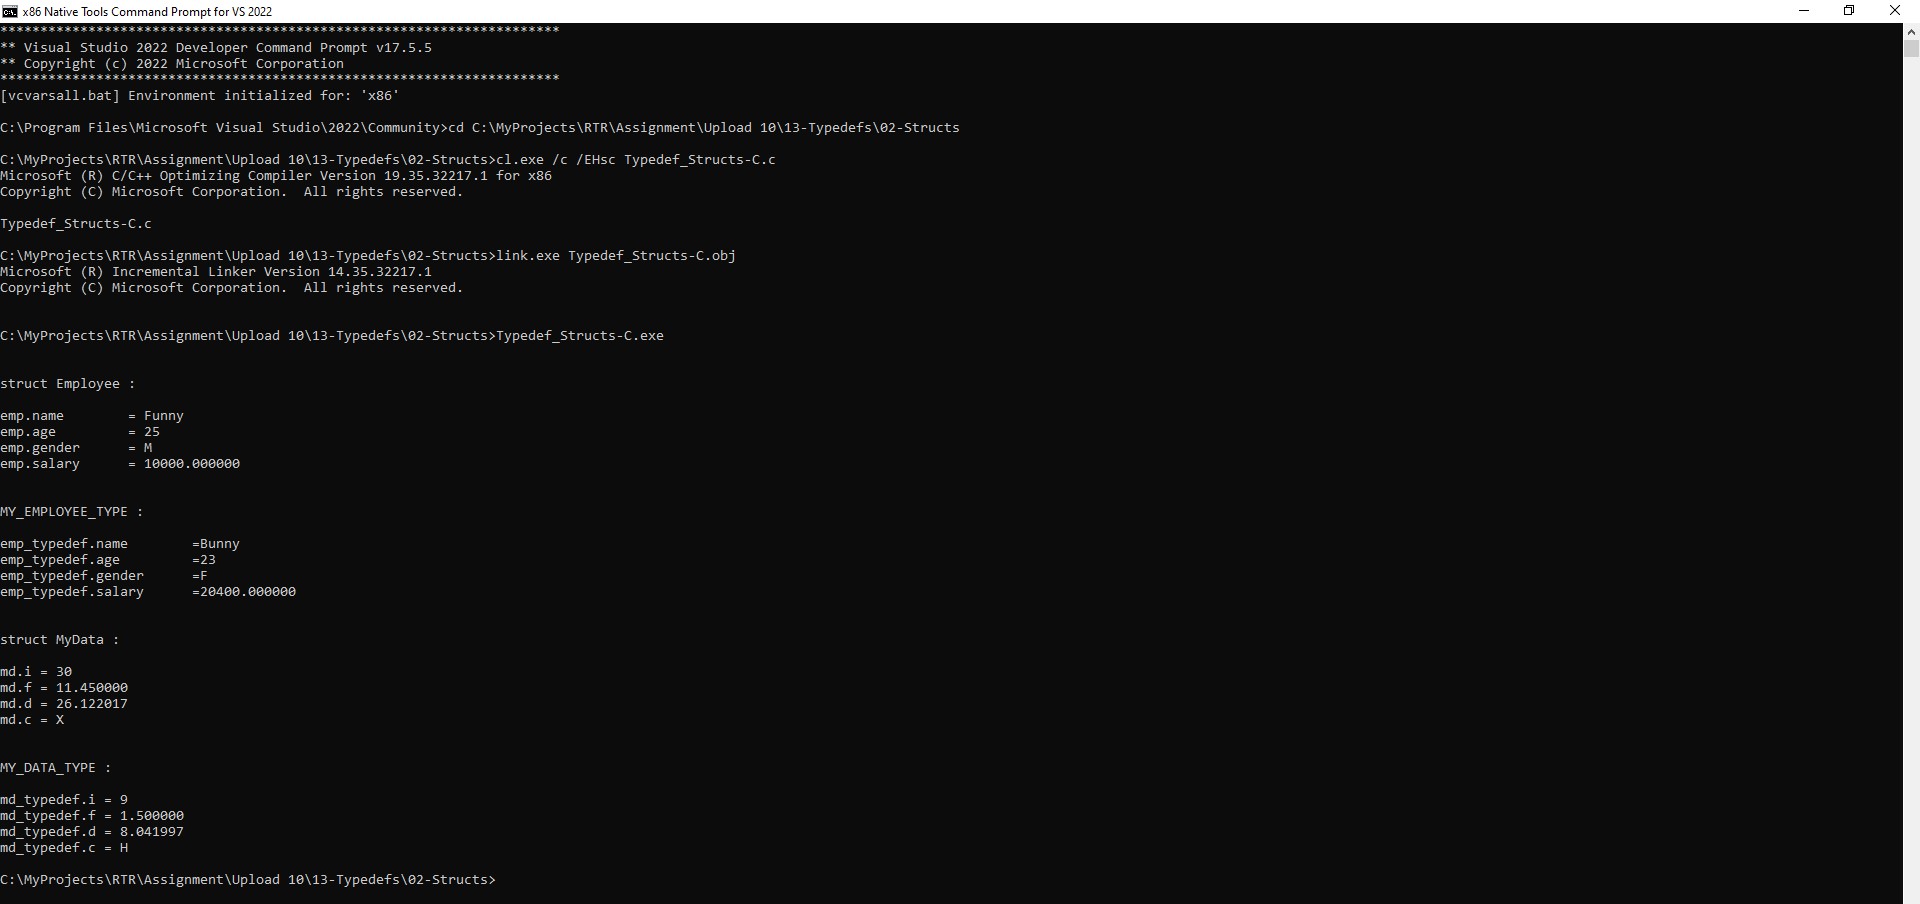 x86 Native Tools Command Prompt for VS 2022
**********************************************************************
** Visual Studio 2022 Developer Command Prompt v17.5.5
** Copyright (c) 2022 Microsoft Corporation
**********************************************************************
[vcvarsall.bat] Environment initialized for: 'x86'
C:\Program Files\Microsoft Visual Studio\2022\Community>cd C:\MyProjects\RTR\Assignment\Upload 10\13-Typedefs\02-Structs
C:\MyProjects\RTR\Assignment\Upload 10\13-Typedefs\02-Structs>cl.exe /c /EHsc Typedef_Structs-C.c
Microsoft (R) C/C++ Optimizing Compiler Version 19.35.32217.1 for x86
Copyright (C) Microsoft Corporation.  All rights reserved.
Typedef_Structs-C.c
C:\MyProjects\RTR\Assignment\Upload 10\13-Typedefs\02-Structs>link.exe Typedef_Structs-C.obj
Microsoft (R) Incremental Linker Version 14.35.32217.1
Copyright (C) Microsoft Corporation.  All rights reserved.
C:\MyProjects\RTR\Assignment\Upload 10\13-Typedefs\02-Structs>Typedef_Structs-C.exe
struct Employee :
emp.name        = Funny
emp.age         = 25
emp.gender      = M
emp.salary      = 10000.000000
MY_EMPLOYEE_TYPE :
emp_typedef.name        =Bunny
emp_typedef.age         =23
emp_typedef.gender      =F
emp_typedef.salary      =20400.000000
struct MyData :
md.i = 30
md.f = 11.450000
md.d = 26.122017
md.c = X
MY_DATA_TYPE :
md_typedef.i = 9
md_typedef.f = 1.500000
md_typedef.d = 8.041997
md_typedef.c = H
C:\MyProjects\RTR\Assignment\Upload 10\13-Typedefs\02-Structs>